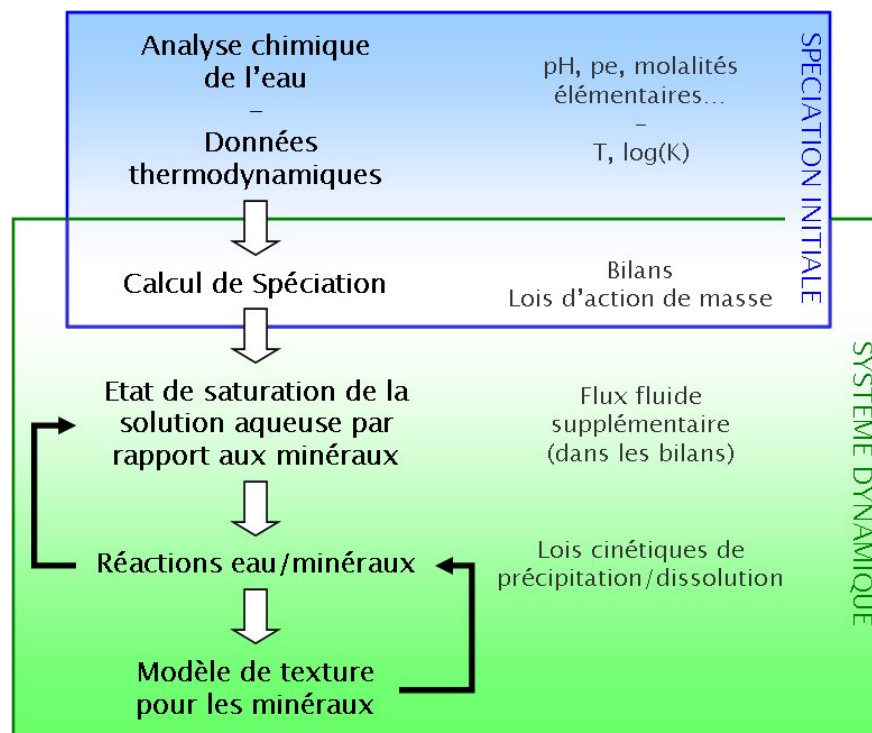 Analyse chimique
de l'eau
–
Données
thermodynamiques
pH, pe, molalités
élémentaires...
–
T, log(K)
SPECIATION INITIALE
Calcul de Spéciation
Bilans
Lois d'action de masse
Etat de saturation de la
solution aqueuse par
rapport aux minéraux
Flux fluide
supplémentaire
(dans les bilans)
Réactions eau/minéraux
Lois cinétiques de
précipitation/dissolution
Modèle de texture
pour les minéraux
SYSTEME DYNAMIQUE